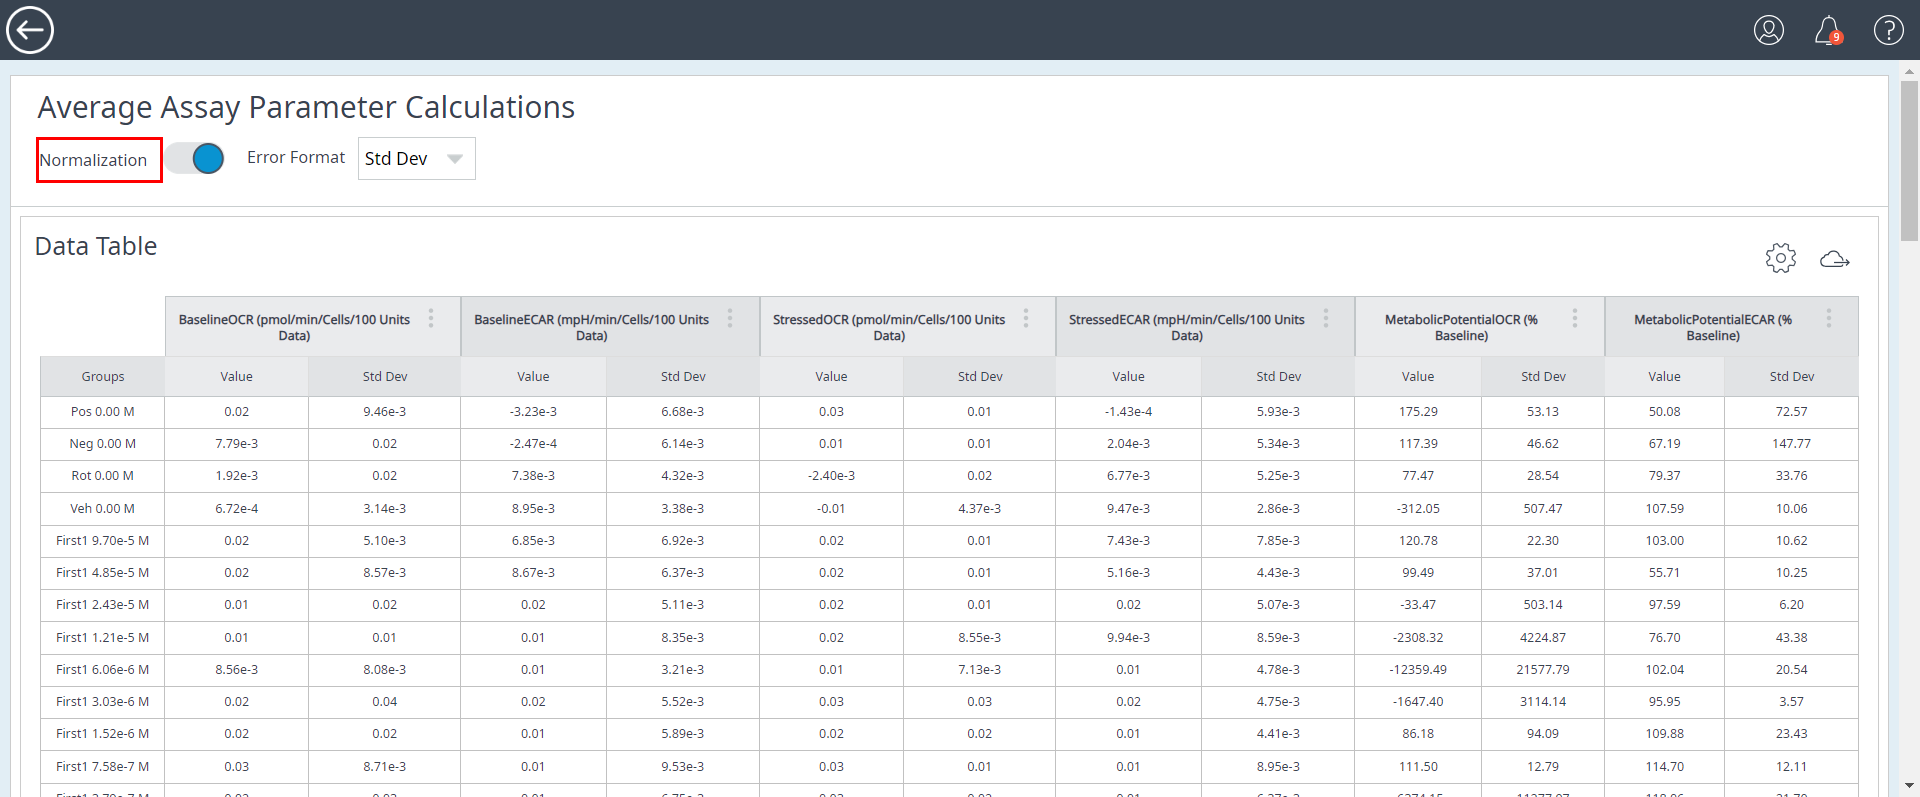 9
?
Average Assay Parameter Calculations
Normalization Error Format Std Dev
Data Table
BaselineOCR (pmol/min/Cells/100 Units Data) BaselineECAR (mpH/min/Cells/100 Units Data) StressedOCR (pmol/min/Cells/100 Units Data) StressedECAR (mpH/min/Cells/100 Units Data) MetabolicPotentialOCR (% Baseline) MetabolicPotentialECAR (% Baseline)
Groups Value Std Dev Value Std Dev Value Std Dev Value Std Dev Value Std Dev Value Std Dev
Pos 0.00 M 0.02 9.46e-3 -3.23e-3 6.68e-3 0.03 0.01 -1.43e-4 5.93e-3 175.29 53.13 50.08 72.57
Neg 0.00 M 7.79e-3 0.02 -2.47e-4 6.14e-3 0.01 0.01 2.04e-3 5.34e-3 117.39 46.62 67.19 147.77
Rot 0.00 M 1.92e-3 0.02 7.38e-3 4.32e-3 -2.40e-3 0.02 6.77e-3 5.25e-3 77.47 28.54 79.37 33.76
Veh 0.00 M 6.72e-4 3.14e-3 8.95e-3 3.38e-3 -0.01 4.37e-3 9.47e-3 2.86e-3 -312.05 507.47 107.59 10.06
First1 9.70e-5 M 0.02 5.10e-3 6.85e-3 6.92e-3 0.02 0.01 7.43e-3 7.85e-3 120.78 22.30 103.00 10.62
First1 4.85e-5 M 0.02 8.57e-3 8.67e-3 6.37e-3 0.02 0.01 5.16e-3 4.43e-3 99.49 37.01 55.71 10.25
First1 2.43e-5 M 0.01 0.02 0.02 5.11e-3 0.02 0.01 0.02 5.07e-3 -33.47 503.14 97.59 6.20
First1 1.21e-5 M 0.01 0.01 0.01 8.35e-3 0.02 8.55e-3 9.94e-3 8.59e-3 -2308.32 4224.87 76.70 43.38
First1 6.06e-6 M 8.56e-3 8.08e-3 0.01 3.21e-3 0.01 7.13e-3 0.01 4.78e-3 -12359.49 21577.79 102.04 20.54
First1 3.03e-6 M 0.02 0.04 0.02 5.52e-3 0.03 0.03 0.02 4.75e-3 -1647.40 3114.14 95.95 3.57
First1 1.52e-6 M 0.02 0.02 0.01 5.89e-3 0.02 0.02 0.01 4.41e-3 86.18 94.09 109.88 23.43
First1 7.58e-7 M 0.03 8.71e-3 0.01 9.53e-3 0.03 0.01 0.01 8.95e-3 111.50 12.79 114.70 12.11